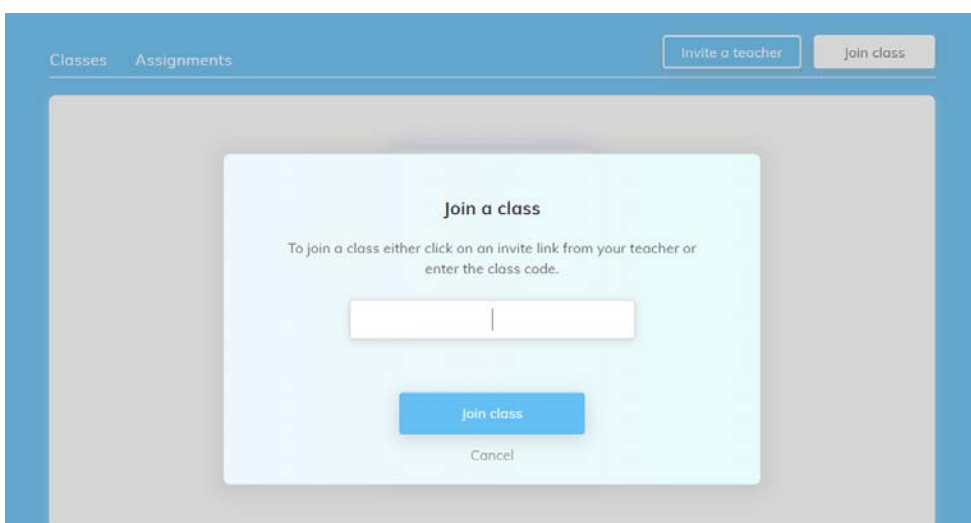 Classes Assignments Invite a teacher Join class
Join a class
To join a class either click on an invite link from your teacher or
enter the class code.
Join class
Cancel